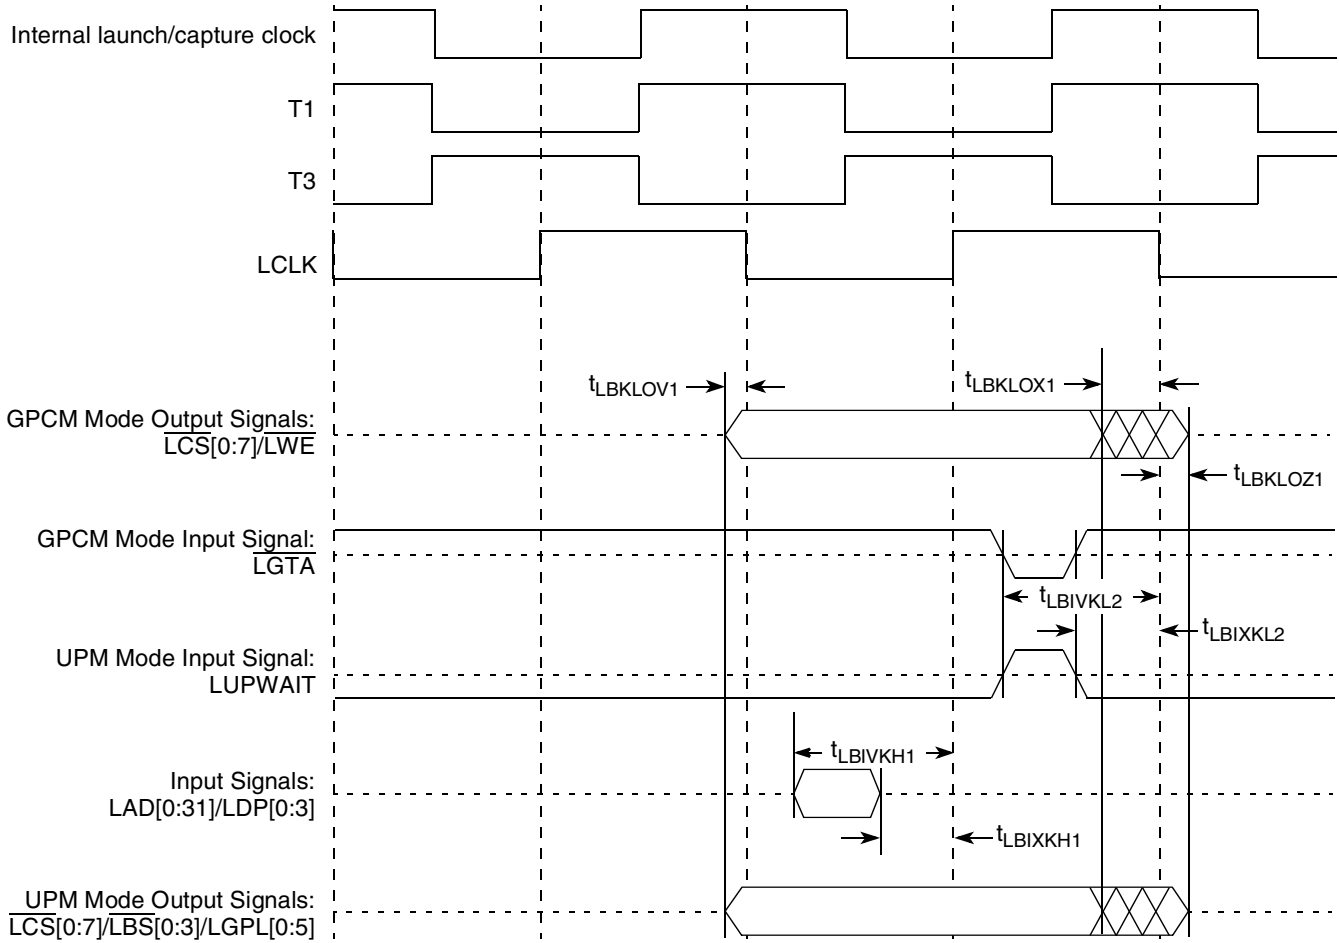 Internal launch/capture clock
T1
T3
LCLK
tLBKLOV1
tLBKLOX1
GPCM Mode Output Signals:
LCS[0:7]/LWE
tLBKLOZ1
GPCM Mode Input Signal:
LGTA
tLBIVKL2
tLBIXKL2
UPM Mode Input Signal:
LUPWAIT
tLBIVKH1
Input Signals:
LAD[0:31]/LDP[0:3]
tLBIXKH1
UPM Mode Output Signals:
LCS[0:7]/LBS[0:3]/LGPL[0:5]